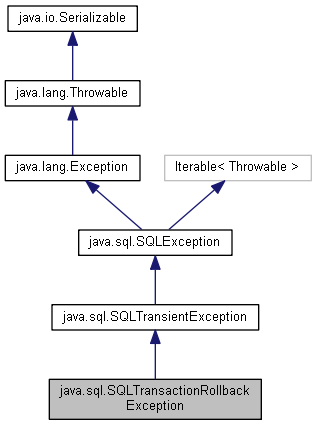 java.io.Serializable
java.lang.Throwable
java.lang.Exception
Iterable< Throwable >
java.sql.SQLException
java.sql.SQLTransientException
java.sql.SQLTransactionRollback
Exception